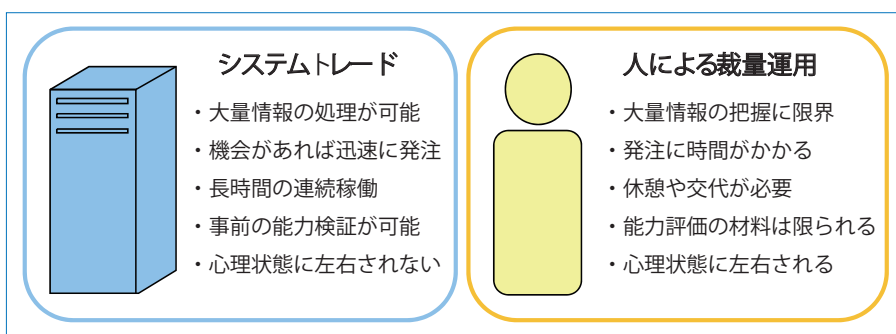 システムトレード
・大量情報の処理が可能
・機会があれば迅速に発注
・長時間の連続稼働
・事前の能力検証が可能
・心理状態に左右されない
人による裁量運用
・大量情報の把握に限界
・発注に時間がかかる
・休憩や交代が必要
・能力評価の材料は限られる
・心理状態に左右される